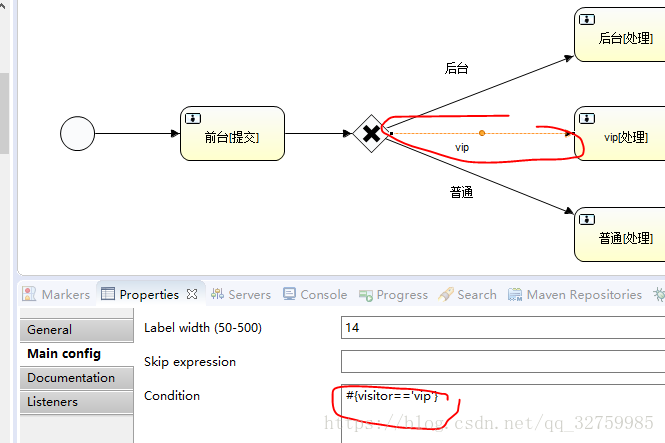 后台
后台[处理]
前台[提交]
vip
vip[处理]
普通
普通[处理]
Markers
Properties
Servers
Console
Progress
Search
Maven Repositories
General
Main config
Documentation
Listeners
Label width (50-500)
14
Skip expression
Condition
#{visitor=='vip'}
https://blog.csdn.net/qq_32759985